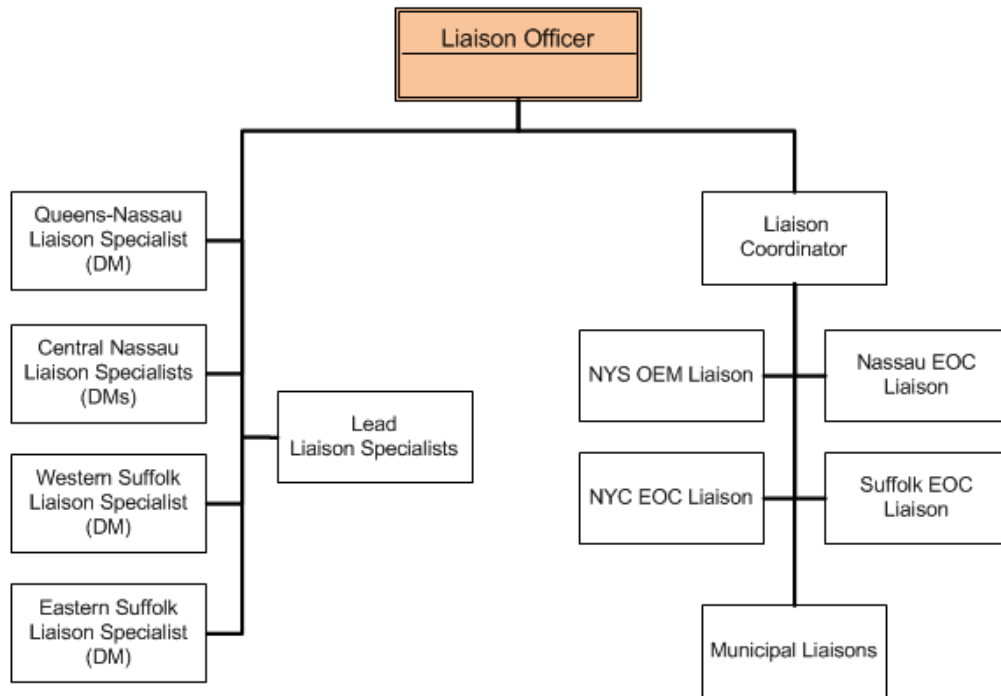 Liaison Officer
Queens-Nassau
Liaison Specialist
(DM)
Central Nassau
Liaison Specialists
(DMs)
Western Suffolk
Liaison Specialist
(DM)
Eastern Suffolk
Liaison Specialist
(DM)
Lead
Liaison Specialists
Liaison
Coordinator
NYS OEM Liaison
Nassau EOC
Liaison
NYC EOC Liaison
Suffolk EOC
Liaison
Municipal Liaisons